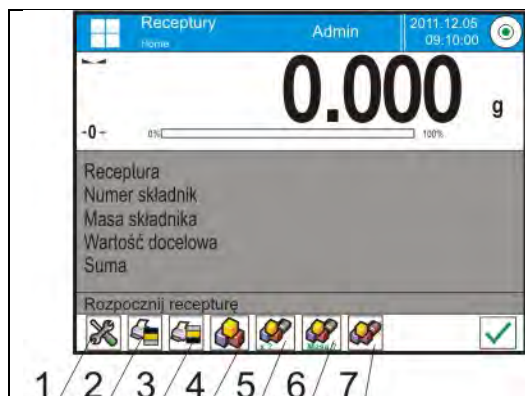 Receptury
Home
Admin
2011.12.05
09:10:00
0.000 g
-0-
0% 100%
Receptura
Numer składnik
Masa składnika
Wartość docelowa
Suma
Rozpocznij recepturę
x ?
1 2 3 4 5 6 7